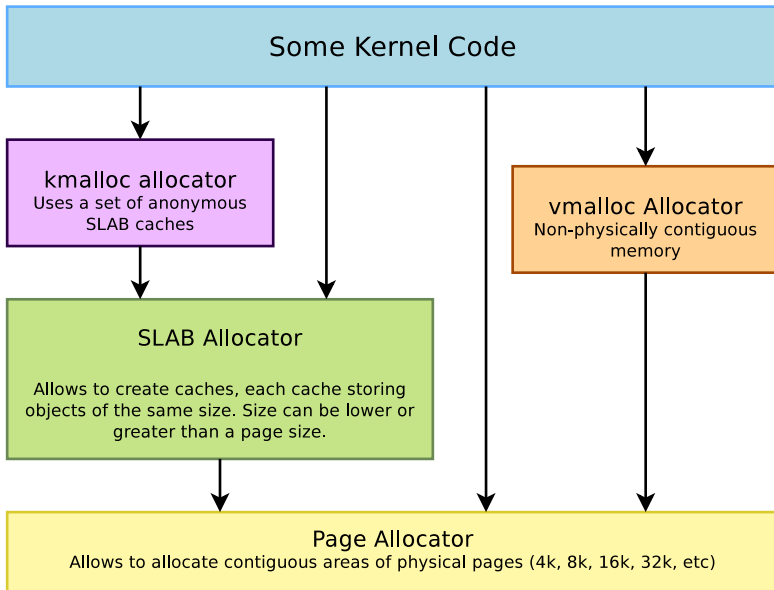 Some Kernel Code
kmalloc allocator
Uses a set of anonymous
SLAB caches
vmalloc Allocator
Non-physically contiguous
memory
SLAB Allocator
Allows to create caches, each cache storing
objects of the same size. Size can be lower or
greater than a page size.
Page Allocator
Allows to allocate contiguous areas of physical pages (4k, 8k, 16k, 32k, etc)